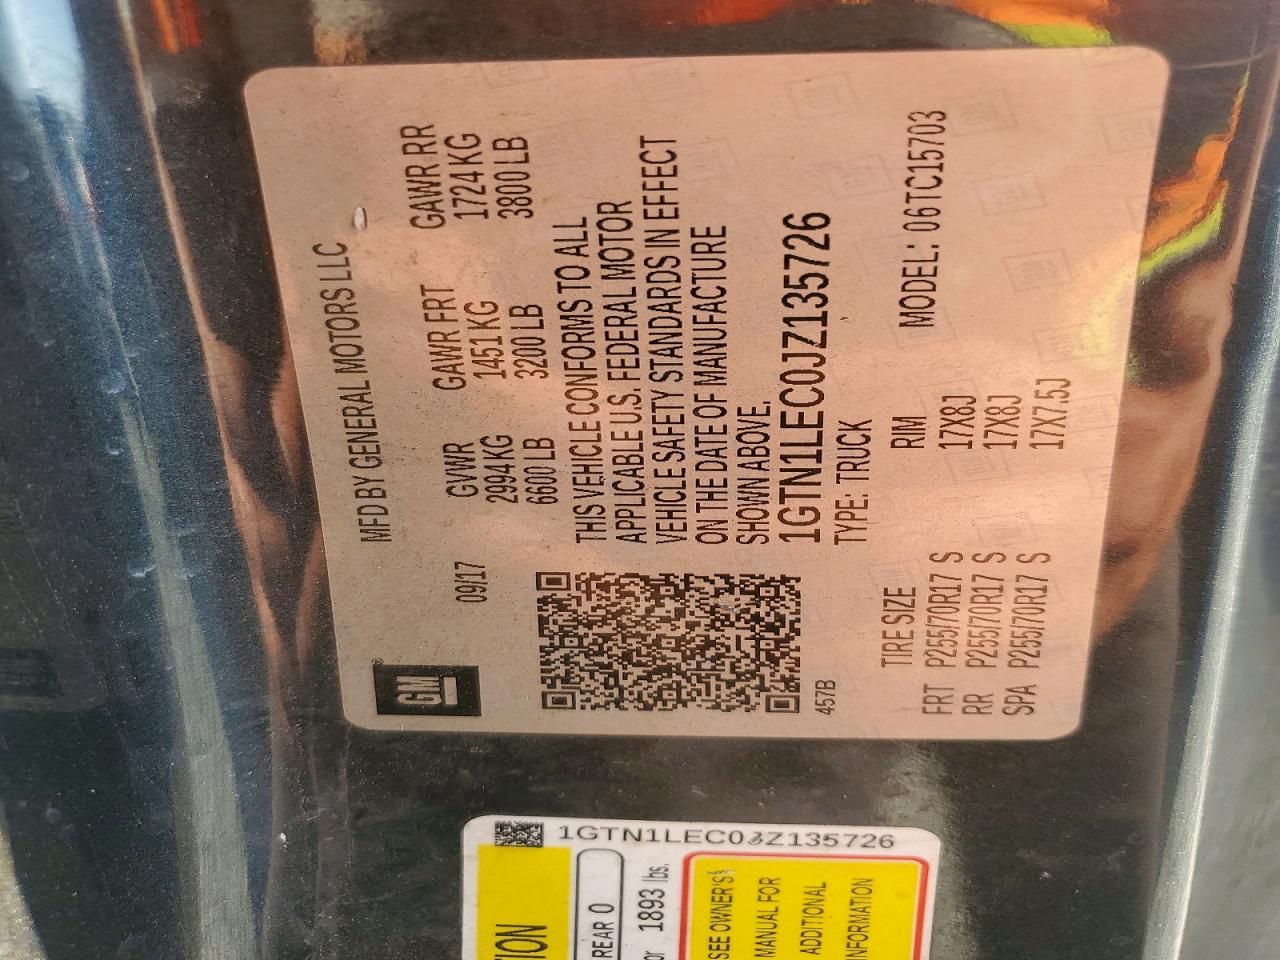 MFD BY GENERAL MOTORS LLC
GM
09/17
GVWR GAWR FRT GAWR RR
2994 KG 1451 KG 1724 KG
6600 LB 3200 LB 3800 LB
THIS VEHICLE CONFORMS TO ALL
APPLICABLE U.S. FEDERAL MOTOR
VEHICLE SAFETY STANDARDS IN EFFECT
ON THE DATE OF MANUFACTURE
SHOWN ABOVE.
1GTN1LEC0JZ135726
457B
TYPE: TRUCK
MODEL: 06TC15703
TIRE SIZE RIM
FRT P255/70R17 S 17X8J
RR P255/70R17 S 17X8J
SPA P255/70R17 S 17X7.5J
1GTN1LEC0JZ135726
TION
REAR 0
or 1893 lbs.
SEE OWNER'S
MANUAL FOR
ADDITIONAL
INFORMATION